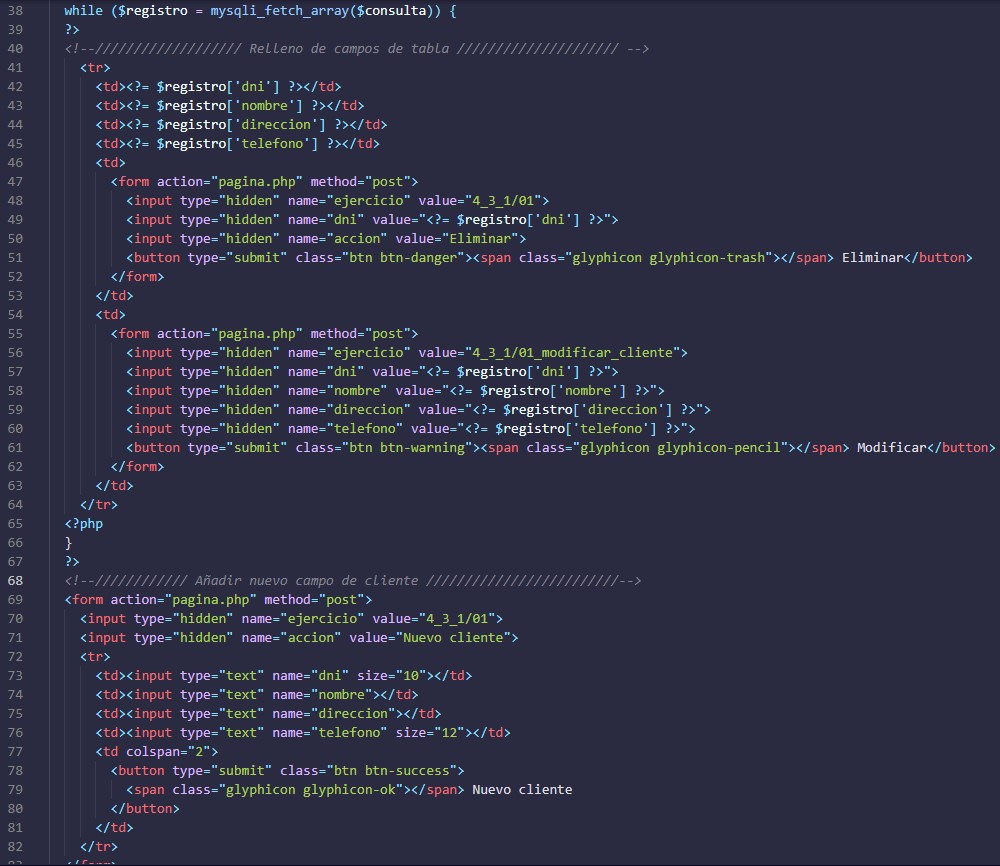 38 while ($registro = mysqli_fetch_array($consulta)) {
39 ?>
40 <!--/////////////////// Relleno de campos de tabla ///////////////////// -->
41 <tr>
42 <td><?= $registro['dni'] ?></td>
43 <td><?= $registro['nombre'] ?></td>
44 <td><?= $registro['direccion'] ?></td>
45 <td><?= $registro['telefono'] ?></td>
46 <td>
47 <form action="pagina.php" method="post">
48 <input type="hidden" name="ejercicio" value="4_3_1/01">
49 <input type="hidden" name="dni" value="<?= $registro['dni'] ?>">
50 <input type="hidden" name="accion" value="Eliminar">
51 <button type="submit" class="btn btn-danger"><span class="glyphicon glyphicon-trash"></span> Eliminar</button>
52 </form>
53 </td>
54 <td>
55 <form action="pagina.php" method="post">
56 <input type="hidden" name="ejercicio" value="4_3_1/01_modificar_cliente">
57 <input type="hidden" name="dni" value="<?= $registro['dni'] ?>">
58 <input type="hidden" name="nombre" value="<?= $registro['nombre'] ?>">
59 <input type="hidden" name="direccion" value="<?= $registro['direccion'] ?>">
60 <input type="hidden" name="telefono" value="<?= $registro['telefono'] ?>">
61 <button type="submit" class="btn btn-warning"><span class="glyphicon glyphicon-pencil"></span> Modificar</button>
62 </form>
63 </td>
64 </tr>
65 <?php
66 }
67 ?>
68 <!--//////////// Añadir nuevo campo de cliente /////////////////////////-->
69 <form action="pagina.php" method="post">
70 <input type="hidden" name="ejercicio" value="4_3_1/01">
71 <input type="hidden" name="accion" value="Nuevo cliente">
72 <tr>
73 <td><input type="text" name="dni" size="10"></td>
74 <td><input type="text" name="nombre"></td>
75 <td><input type="text" name="direccion"></td>
76 <td><input type="text" name="telefono" size="12"></td>
77 <td colspan="2">
78 <button type="submit" class="btn btn-success">
79 <span class="glyphicon glyphicon-ok"></span> Nuevo cliente
80 </button>
81 </td>
82 </tr>
83 </form>